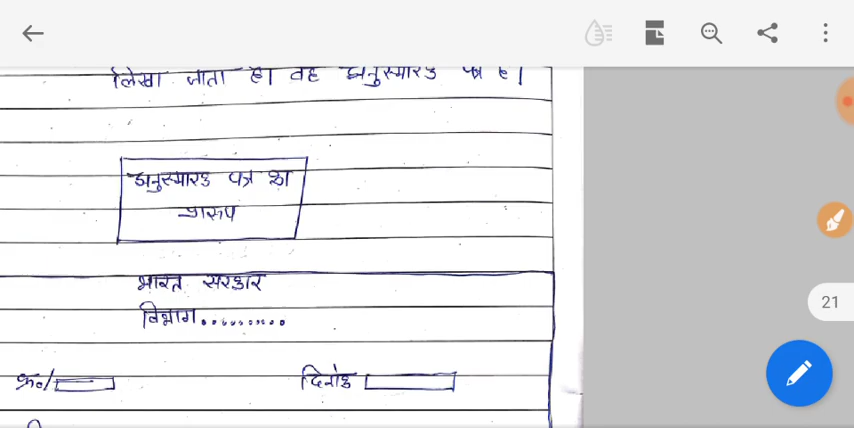 लिखा जाता है। वह अनुस्मारक पत्र है।
अनुस्मारक पत्र का
प्रारूप
भारत सरकार
विभाग..........
क्र०/
दिनांक
21